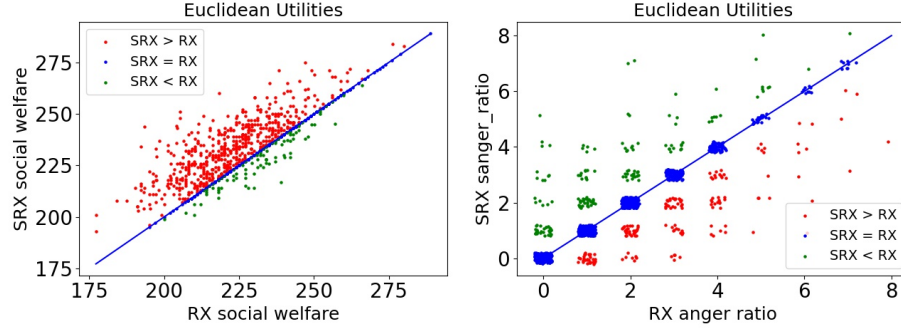 Euclidean Utilities
SRX > RX
SRX = RX
SRX < RX
275
250
225
200
175
SRX social welfare
175 200 225 250 275
RX social welfare
Euclidean Utilities
8
6
4
2
0
SRX sanger_ratio
SRX > RX
SRX = RX
SRX < RX
0 2 4 6 8
RX anger ratio